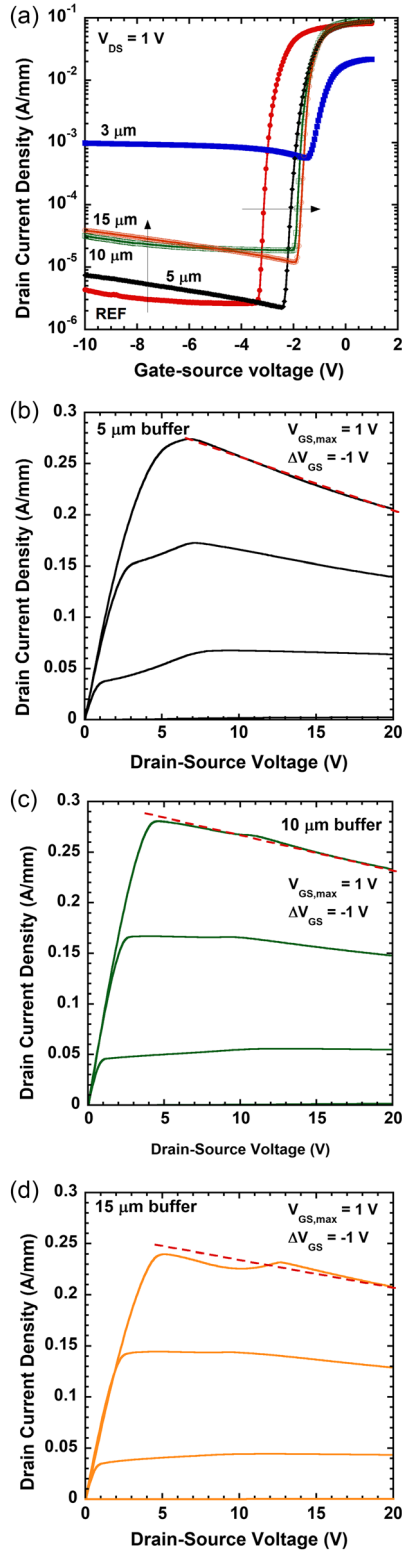 (a)
V_DS = 1 V
10^-1
10^-2
10^-3
10^-4
10^-5
10^-6
Drain Current Density (A/mm)
3 μm
15 μm
10 μm
5 μm
REF
-10 -8 -6 -4 -2 0 2
Gate-source voltage (V)
(b)
0.3
0.25
0.2
0.15
0.1
0.05
0
Drain Current Density (A/mm)
5 μm buffer
V_GS,max = 1 V
ΔV_GS = -1 V
0 5 10 15 20
Drain-Source Voltage (V)
(c)
0.3
0.25
0.2
0.15
0.1
0.05
0
Drain Current Density (A/mm)
10 μm buffer
V_GS,max = 1 V
ΔV_GS = -1 V
0 5 10 15 20
Drain-Source Voltage (V)
(d)
0.3
0.25
0.2
0.15
0.1
0.05
0
Drain Current Density (A/mm)
15 μm buffer
V_GS,max = 1 V
ΔV_GS = -1 V
0 5 10 15 20
Drain-Source Voltage (V)